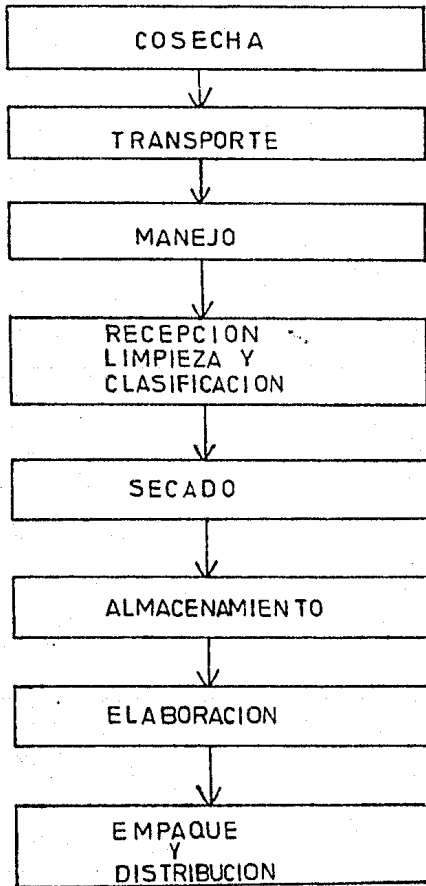 COSECHA
TRANSPORTE
MANEJO
RECEPCION
LIMPIEZA Y
CLASIFICACION
SECADO
ALMACENAMIENTO
ELABORACION
EMPAQUE
Y
DISTRIBUCION